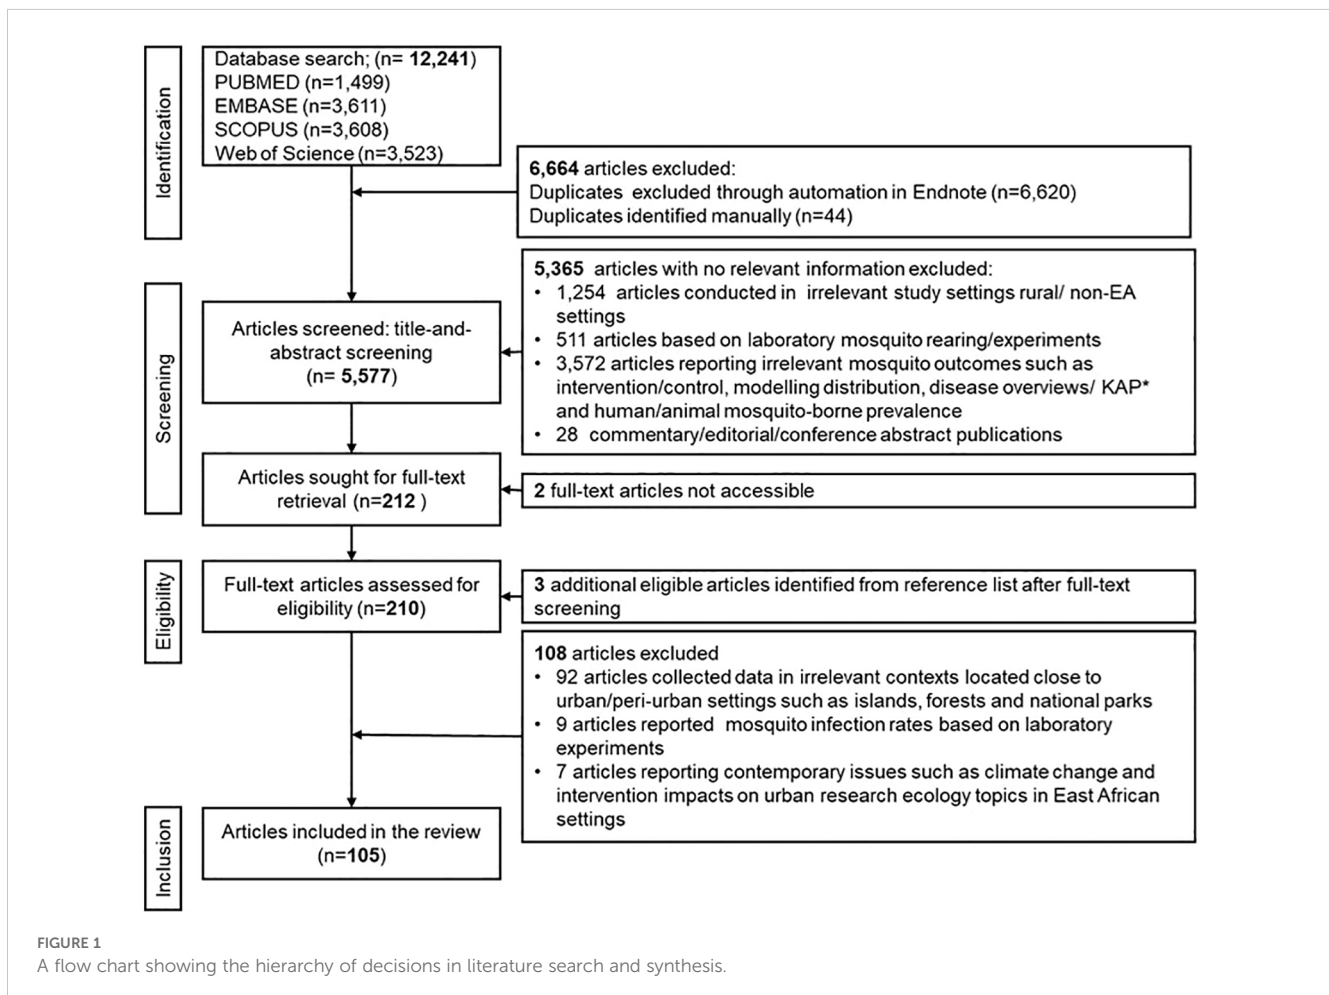 Identification
Database search; (n= 12,241)
PUBMED (n=1,499)
EMBASE (n=3,611)
SCOPUS (n=3,608)
Web of Science (n=3,523)
6,664 articles excluded:
Duplicates excluded through automation in Endnote (n=6,620)
Duplicates identified manually (n=44)
Screening
Articles screened: title-and-
abstract screening
(n= 5,577)
5,365 articles with no relevant information excluded:
• 1,254 articles conducted in irrelevant study settings rural/ non-EA
settings
• 511 articles based on laboratory mosquito rearing/experiments
• 3,572 articles reporting irrelevant mosquito outcomes such as
intervention/control, modelling distribution, disease overviews/ KAP*
and human/animal mosquito-borne prevalence
• 28 commentary/editorial/conference abstract publications
Articles sought for full-text
retrieval (n=212 )
2 full-text articles not accessible
Eligibility
Full-text articles assessed for
eligibility (n=210)
3 additional eligible articles identified from reference list after full-text
screening
108 articles excluded
• 92 articles collected data in irrelevant contexts located close to
urban/peri-urban settings such as islands, forests and national parks
• 9 articles reported mosquito infection rates based on laboratory
experiments
• 7 articles reporting contemporary issues such as climate change and
intervention impacts on urban research ecology topics in East African
settings
Inclusion
Articles included in the review
(n=105)
FIGURE 1
A flow chart showing the hierarchy of decisions in literature search and synthesis.